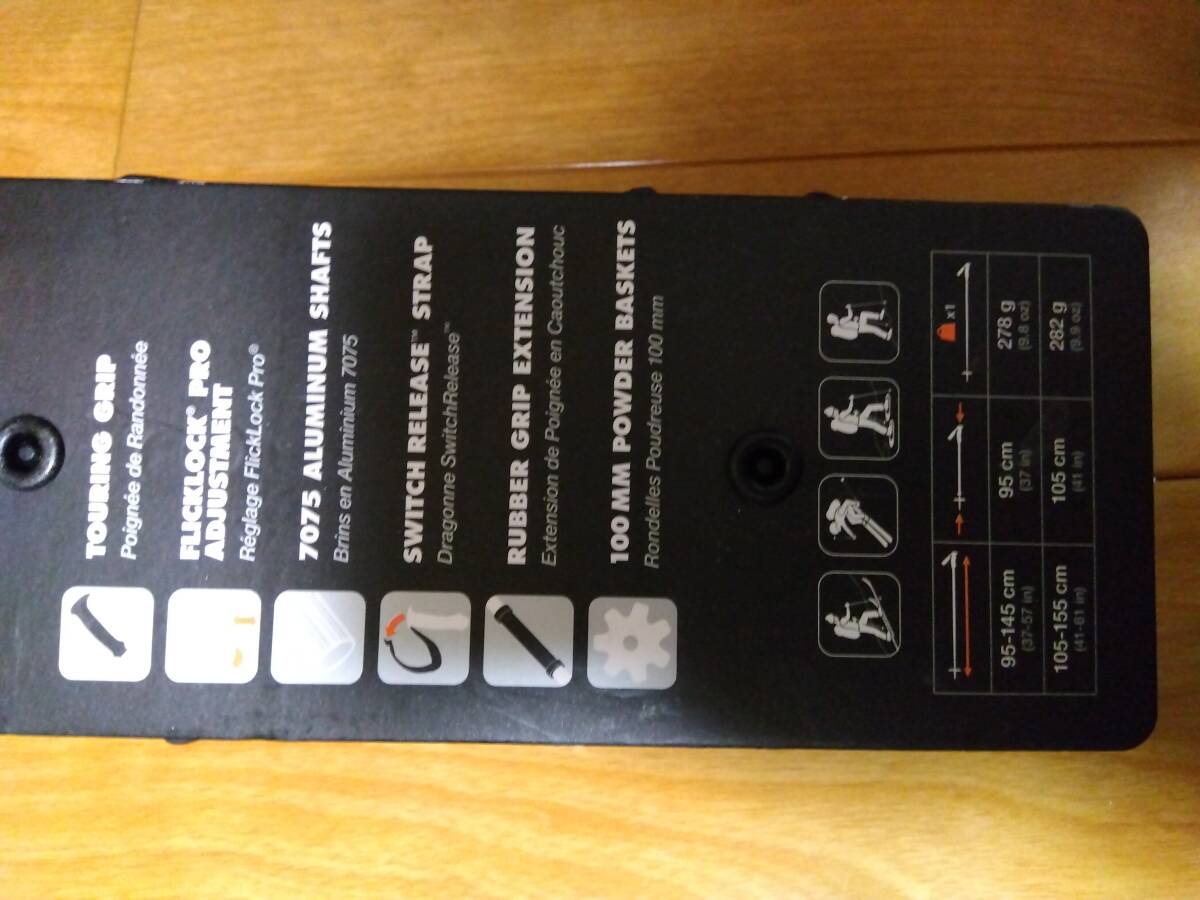 TOURING GRIP
Poignée de Randonnée
FLICKLOCK® PRO
ADJUSTMENT
Réglage FlickLock Pro®
7075 ALUMINUM SHAFTS
Brins en Aluminium 7075
SWITCH RELEASE™ STRAP
Dragonne SwitchRelease™
RUBBER GRIP EXTENSION
Extension de Poignée en Caoutchouc
100 MM POWDER BASKETS
Rondelles Poudreuse 100 mm
x1
95-145 cm 95 cm 278 g
(37-57 in) (37 in) (9.8 oz)
105-155 cm 105 cm 282 g
(41-61 in) (41 in) (9.9 oz)